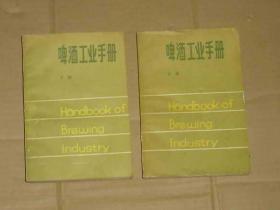 啤酒工业手册
Handbook of
Brewing
Industry
啤酒工业手册
Handbook of
Brewing
Industry